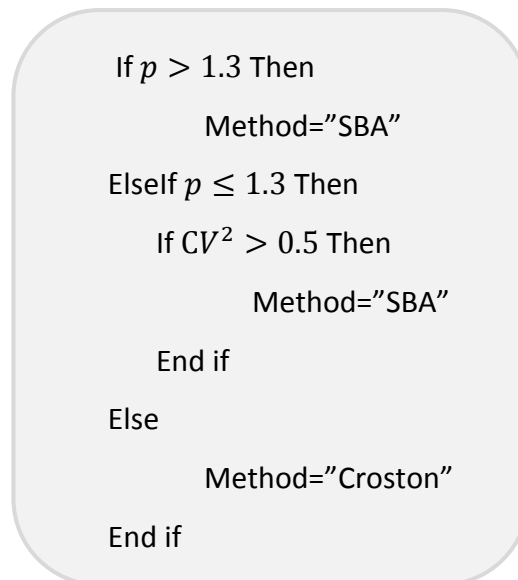 If 𝑝 > 1.3 Then
Method=”SBA”
ElseIf 𝑝 ≤ 1.3 Then
If C𝑉² > 0.5 Then
Method=”SBA”
End if
Else
Method=”Croston”
End if